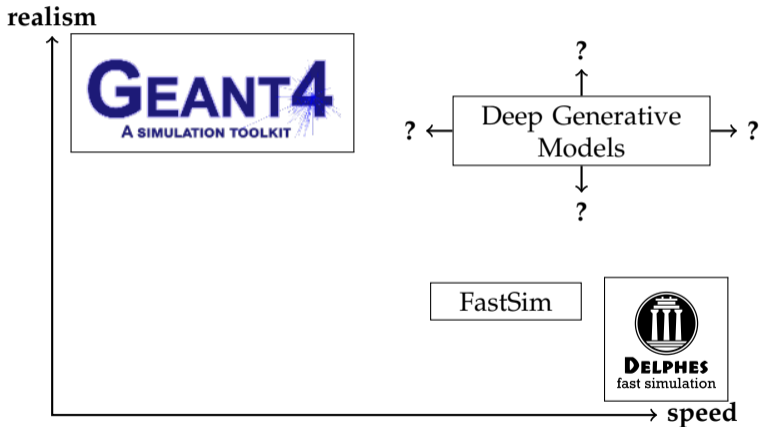 realism
GEANT4
A SIMULATION TOOLKIT
?
? Deep Generative ?
Models
?
FastSim
DELPHES
fast simulation
speed